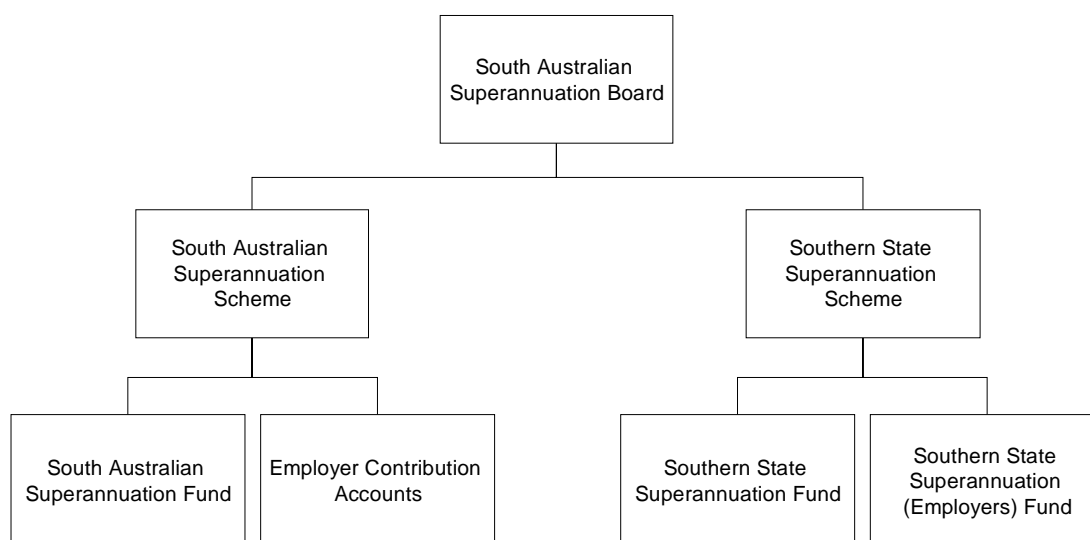 South Australian
Superannuation Board
South Australian
Superannuation
Scheme
Southern State
Superannuation
Scheme
South Australian
Superannuation Fund
Employer Contribution
Accounts
Southern State
Superannuation Fund
Southern State
Superannuation
(Employers) Fund